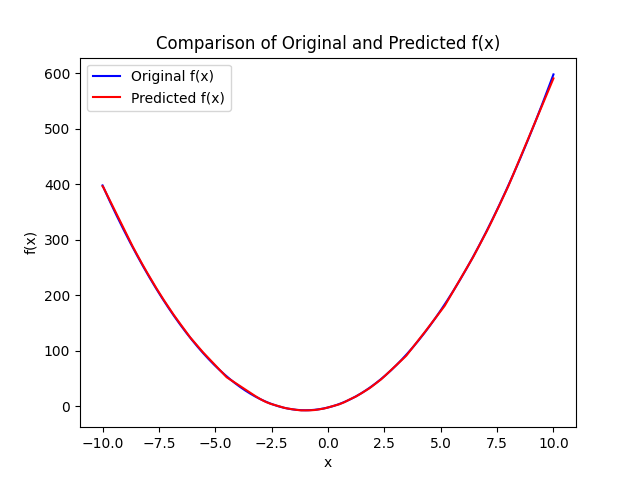 Comparison of Original and Predicted f(x)
Original f(x)
Predicted f(x)
600
500
400
300
200
100
0
f(x)
−10.0 −7.5 −5.0 −2.5 0.0 2.5 5.0 7.5 10.0
x